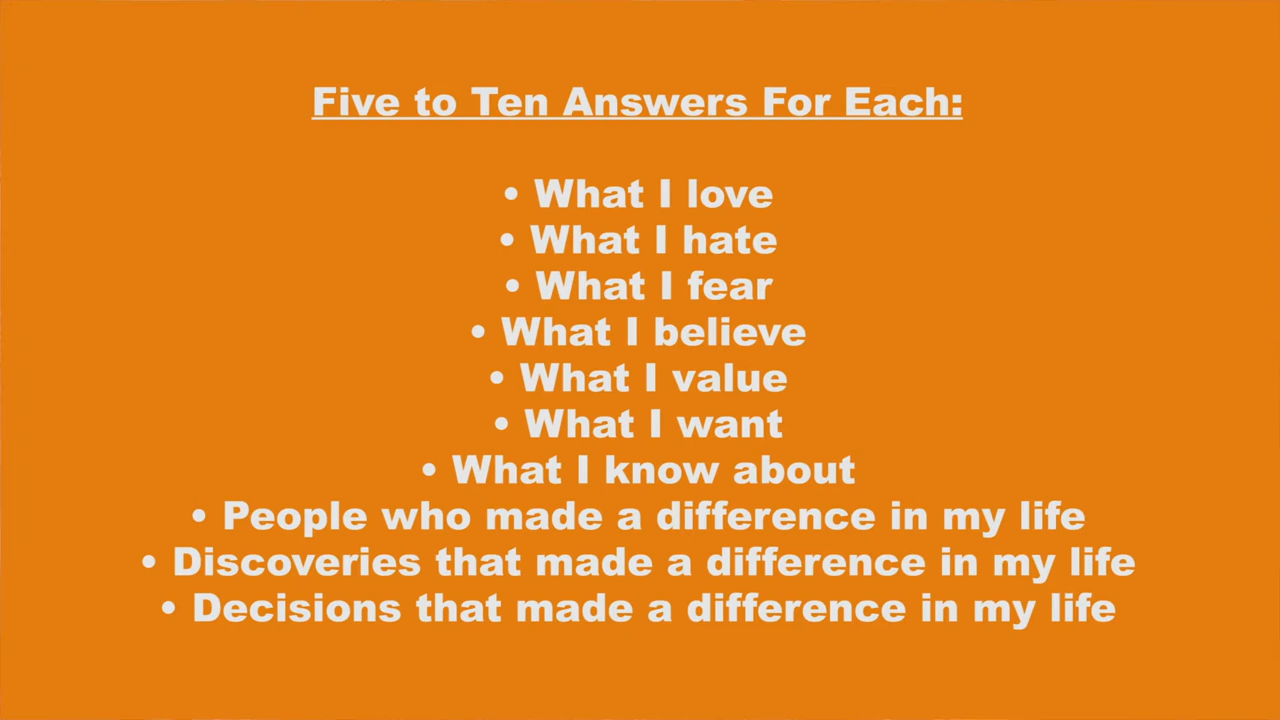 Five to Ten Answers For Each:
• What I love
• What I hate
• What I fear
• What I believe
• What I value
• What I want
• What I know about
• People who made a difference in my life
• Discoveries that made a difference in my life
• Decisions that made a difference in my life